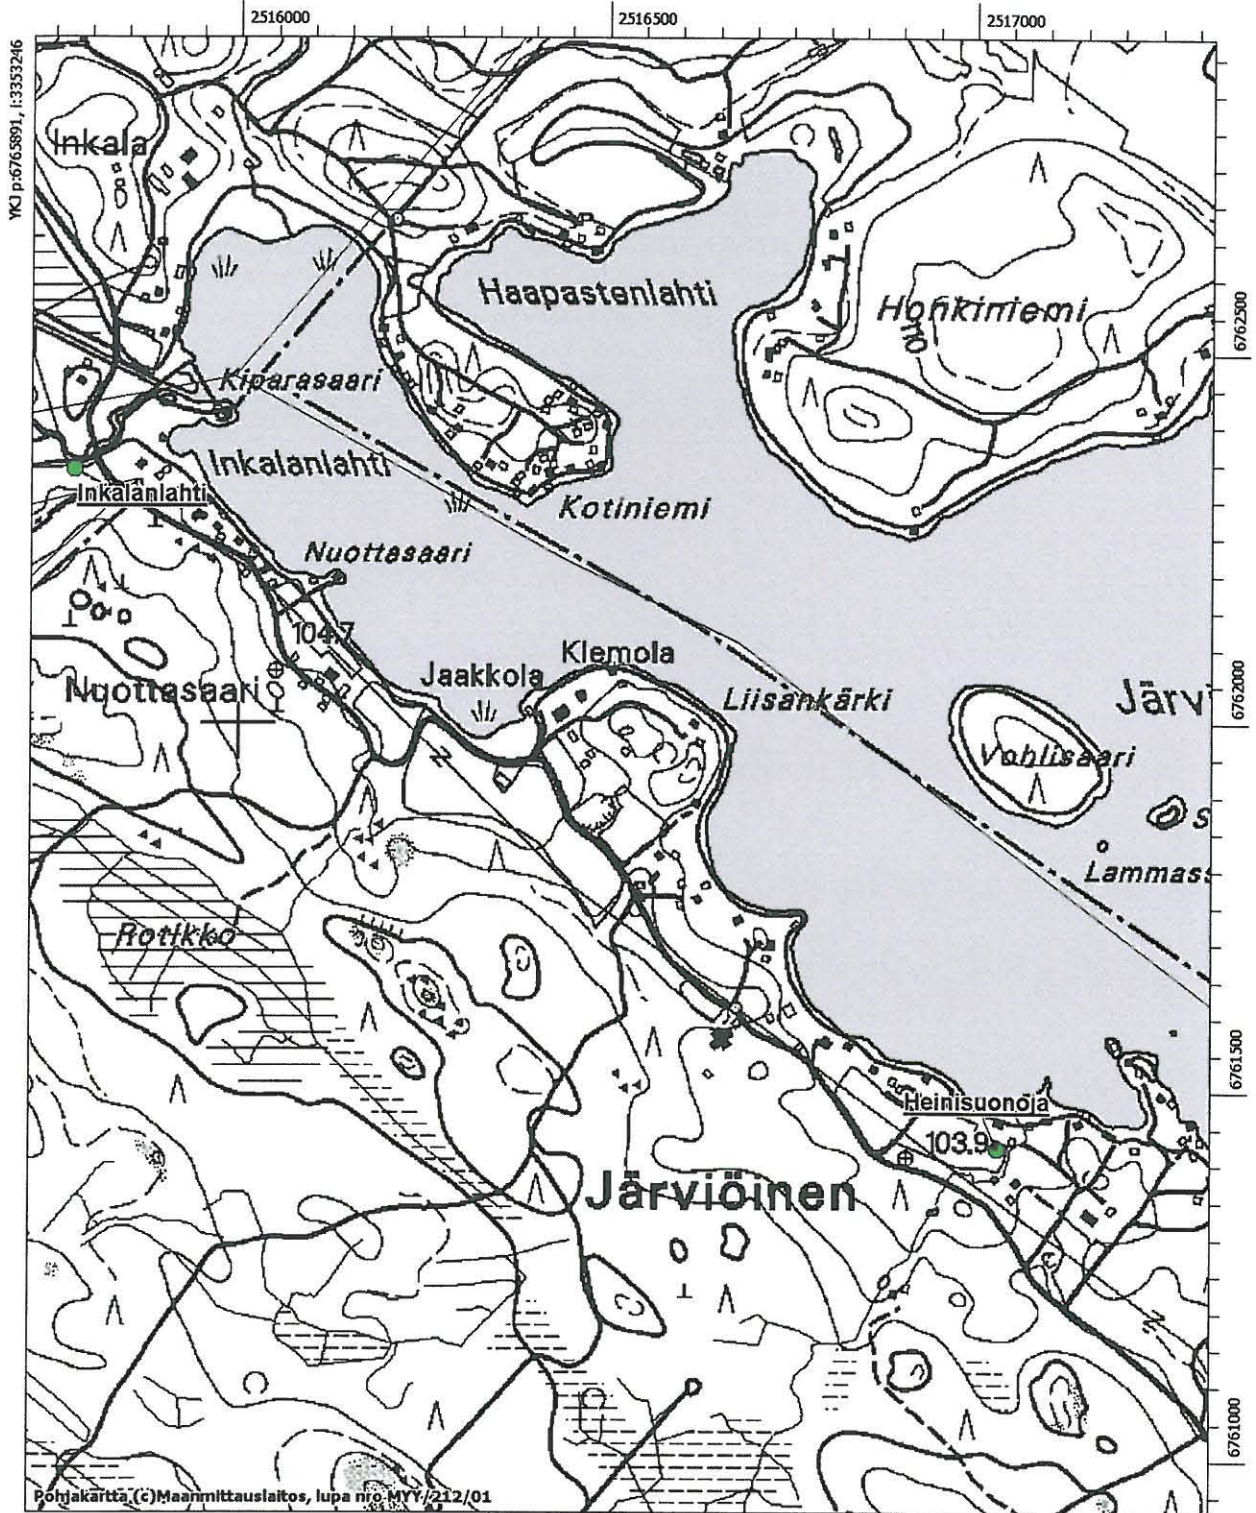 2516000
2516500
2517000
YKJ p:6765891, i:3353246
Inkala
Haapastenlahti
Honkiniemi
110
6762500
Kiparasaari
Inkalanlahti
Inkalanlahti
Kotiniemi
Nuottasaari
104.7
Klemola
Jaakkola
Nuottasaari
Liisankärki
Järv
6762000
Vohlisaari
S
Lammass
Rotikko
6761500
Heinisuonoja
103.9
Järviöinen
6761000
Pohjakartta (c)Maanmittauslaitos, lupa nro MYY/212/01